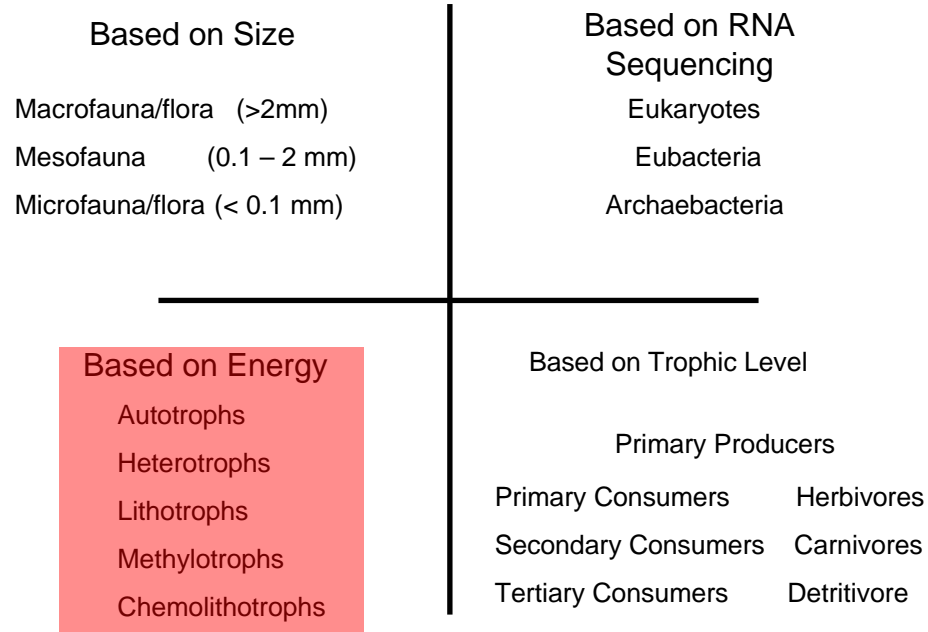 Based on Size
Macrofauna/flora (>2mm)
Mesofauna (0.1 – 2 mm)
Microfauna/flora (< 0.1 mm)
Based on RNA
Sequencing
Eukaryotes
Eubacteria
Archaebacteria
Based on Energy
Autotrophs
Heterotrophs
Lithotrophs
Methylotrophs
Chemolithotrophs
Based on Trophic Level
Primary Producers
Primary Consumers Herbivores
Secondary Consumers Carnivores
Tertiary Consumers Detritivore